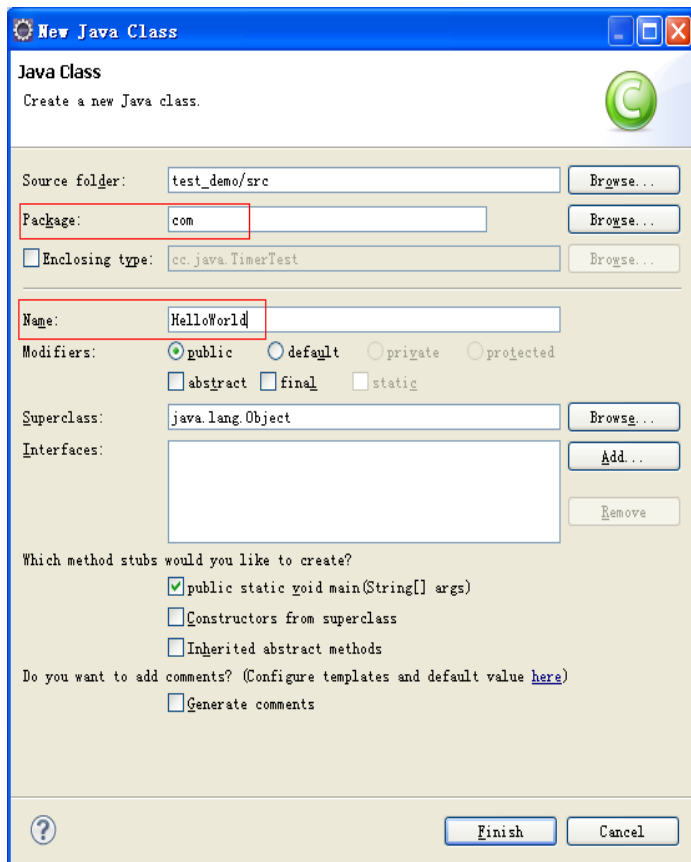 New Java Class
Java Class
Create a new Java class.
Source folder: test_demo/src Browse...
Package: com Browse...
Enclosing type: cc.java.TimerTest Browse...
Name: HelloWorld
Modifiers: public default private protected
abstract final static
Superclass: java.lang.Object Browse...
Interfaces: Add...
Remove
Which method stubs would you like to create?
public static void main(String[] args)
Constructors from superclass
Inherited abstract methods
Do you want to add comments? (Configure templates and default value here)
Generate comments
Finish Cancel